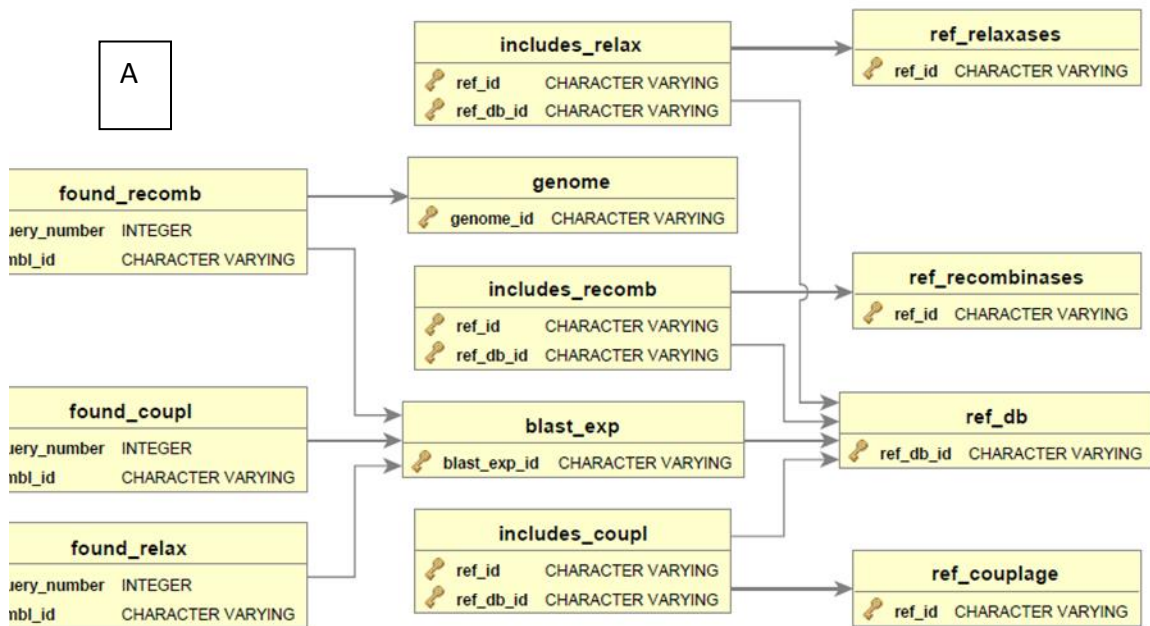 A
includes_relax
ref_id CHARACTER VARYING
ref_db_id CHARACTER VARYING
ref_relaxases
ref_id CHARACTER VARYING
found_recomb
uery_number INTEGER
mbl_id CHARACTER VARYING
genome
genome_id CHARACTER VARYING
includes_recomb
ref_id CHARACTER VARYING
ref_db_id CHARACTER VARYING
ref_recombinases
ref_id CHARACTER VARYING
found_coupl
uery_number INTEGER
mbl_id CHARACTER VARYING
blast_exp
blast_exp_id CHARACTER VARYING
ref_db
ref_db_id CHARACTER VARYING
found_relax
uery_number INTEGER
mbl_id CHARACTER VARYING
includes_coupl
ref_id CHARACTER VARYING
ref_db_id CHARACTER VARYING
ref_couplage
ref_id CHARACTER VARYING